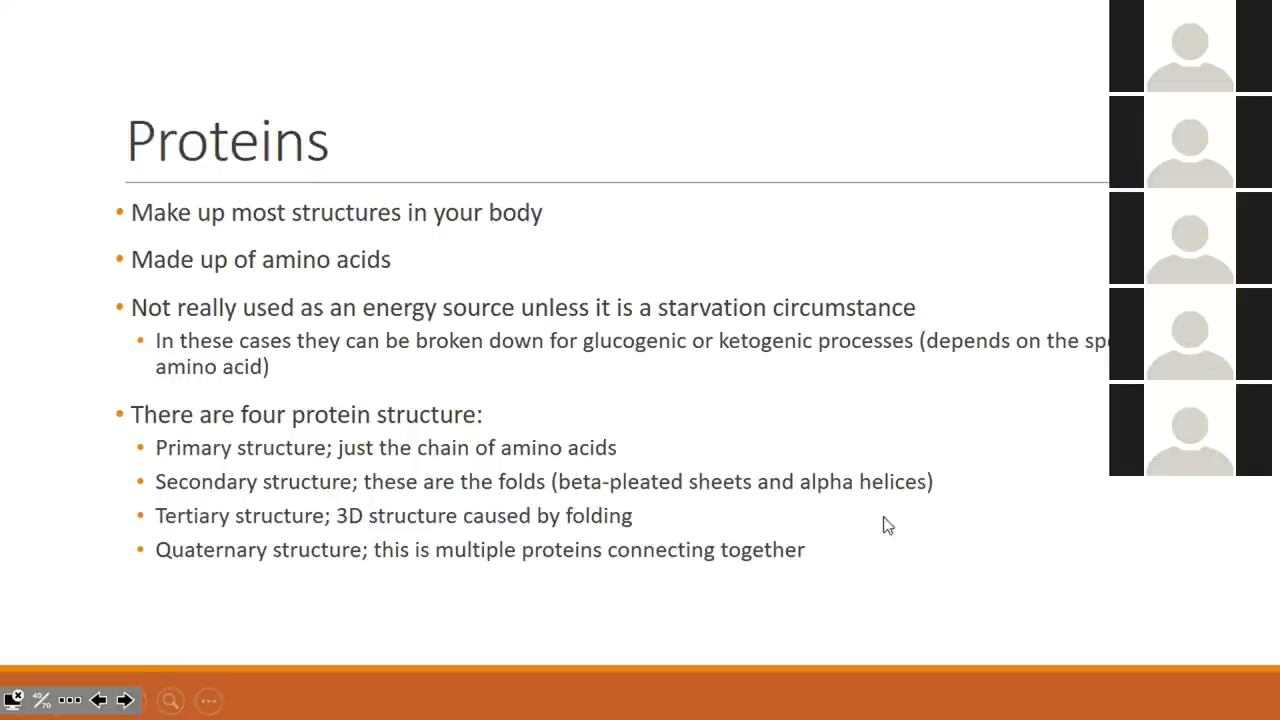 Proteins
• Make up most structures in your body
• Made up of amino acids
• Not really used as an energy source unless it is a starvation circumstance
• In these cases they can be broken down for glucogenic or ketogenic processes (depends on the
amino acid)
• There are four protein structure:
• Primary structure; just the chain of amino acids
• Secondary structure; these are the folds (beta-pleated sheets and alpha helices)
• Tertiary structure; 3D structure caused by folding
• Quaternary structure; this is multiple proteins connecting together
40/70